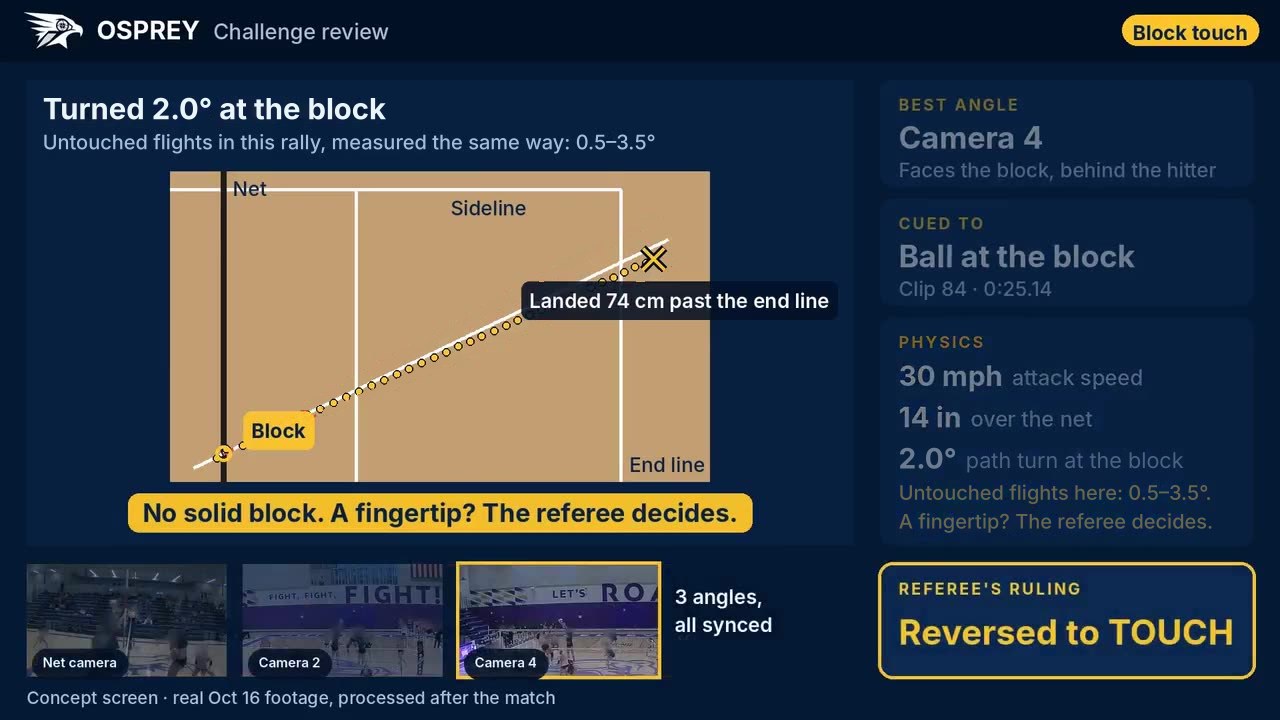 OSPREY Challenge review
Block touch
Turned 2.0° at the block
Untouched flights in this rally, measured the same way: 0.5–3.5°
Net
Sideline
Landed 74 cm past the end line
Block
End line
No solid block. A fingertip? The referee decides.
BEST ANGLE
Camera 4
Faces the block, behind the hitter
CUED TO
Ball at the block
Clip 84 · 0:25.14
PHYSICS
30 mph attack speed
14 in over the net
2.0° path turn at the block
Untouched flights here: 0.5–3.5°.
A fingertip? The referee decides.
FIGHT, FIGHT, FIGHT!
LET'S ROA
Net camera
Camera 2
Camera 4
3 angles,
all synced
REFEREE'S RULING
Reversed to TOUCH
Concept screen · real Oct 16 footage, processed after the match